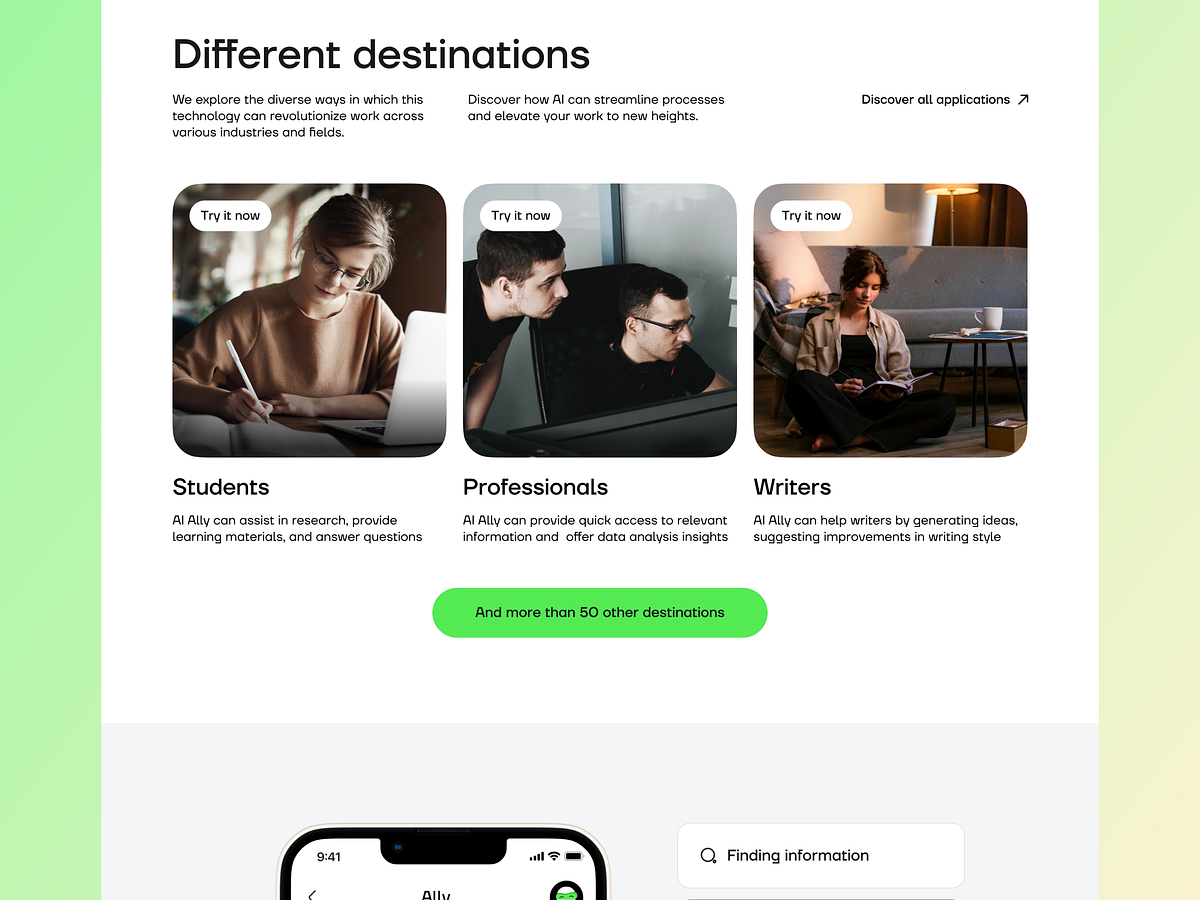 Different destinations
We explore the diverse ways in which this
technology can revolutionize work across
various industries and fields.
Discover how AI can streamline processes
and elevate your work to new heights.
Discover all applications
Try it now
Try it now
Try it now
Students
AI Ally can assist in research, provide
learning materials, and answer questions
Professionals
AI Ally can provide quick access to relevant
information and  offer data analysis insights
Writers
AI Ally can help writers by generating ideas,
suggesting improvements in writing style
And more than 50 other destinations
9:41
Ally
Finding information